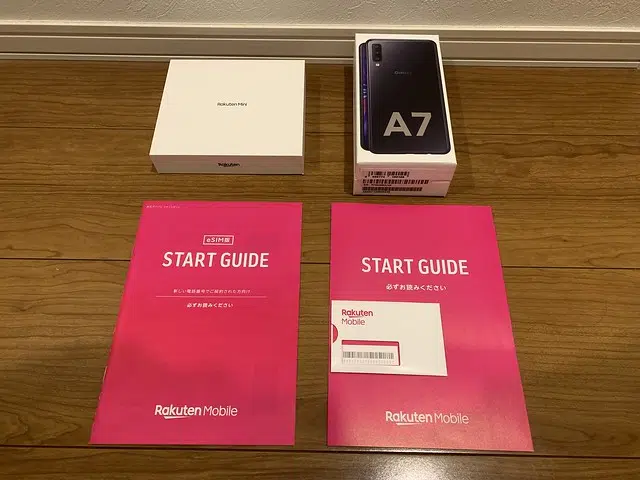 Rakuten Mini
Rakuten
Galaxy
A7
eSIM版
START GUIDE
新しい電話番号でご契約された方向け
必ずお読みください
Rakuten Mobile
START GUIDE
必ずお読みください
Rakuten
Mobile
Rakuten Mobile